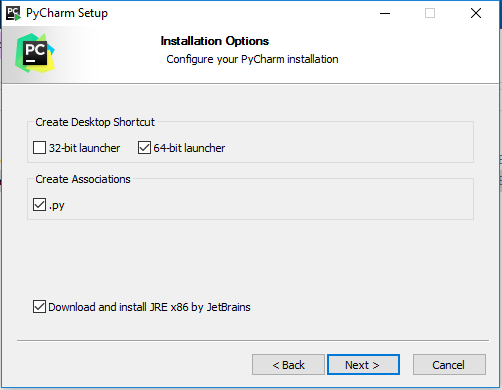 PC PyCharm Setup
PC
Installation Options
Configure your PyCharm installation
Create Desktop Shortcut
32-bit launcher 64-bit launcher
Create Associations
.py
Download and install JRE x86 by JetBrains
< Back Next > Cancel